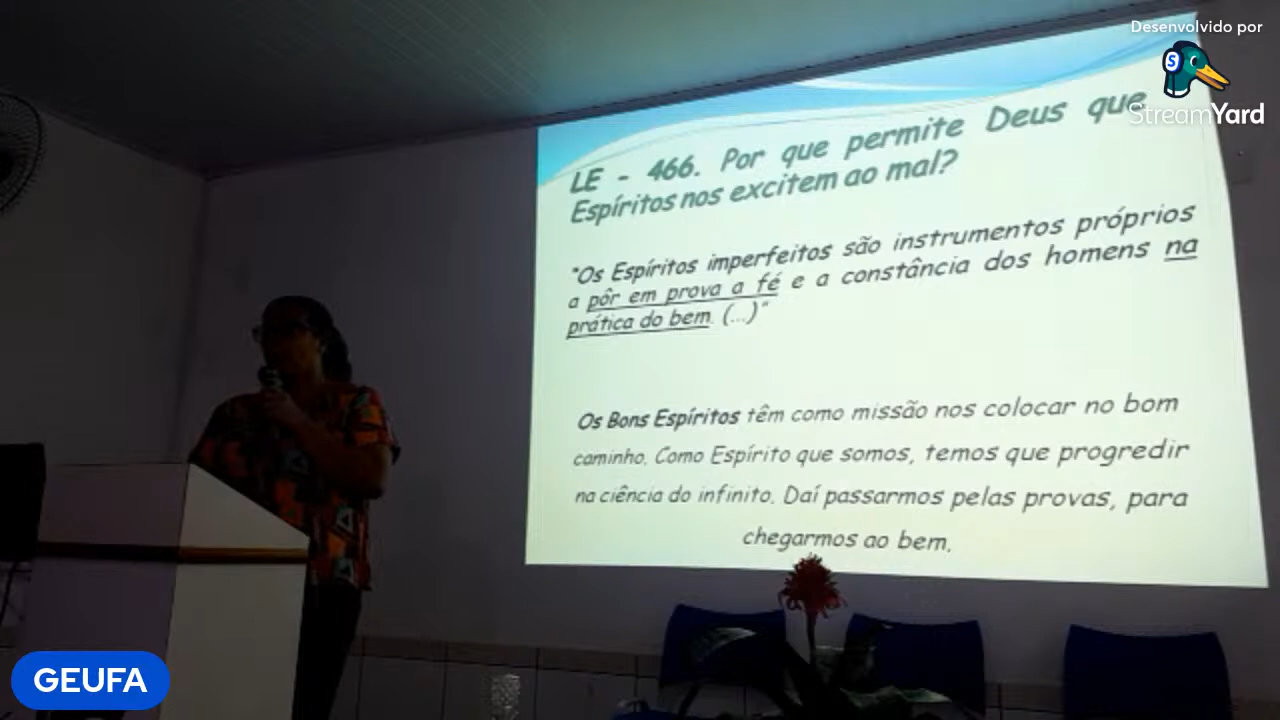 Desenvolvido por
StreamYard
LE - 466. Por que permite Deus que
Espíritos nos excitem ao mal?
"Os Espíritos imperfeitos são instrumentos próprios
a pôr em prova a fé e a constância dos homens na
prática do bem. (...)"
Os Bons Espíritos têm como missão nos colocar no bom
caminho. Como Espírito que somos, temos que progredir
na ciência do infinito. Daí passarmos pelas provas, para
chegarmos ao bem.
GEUFA